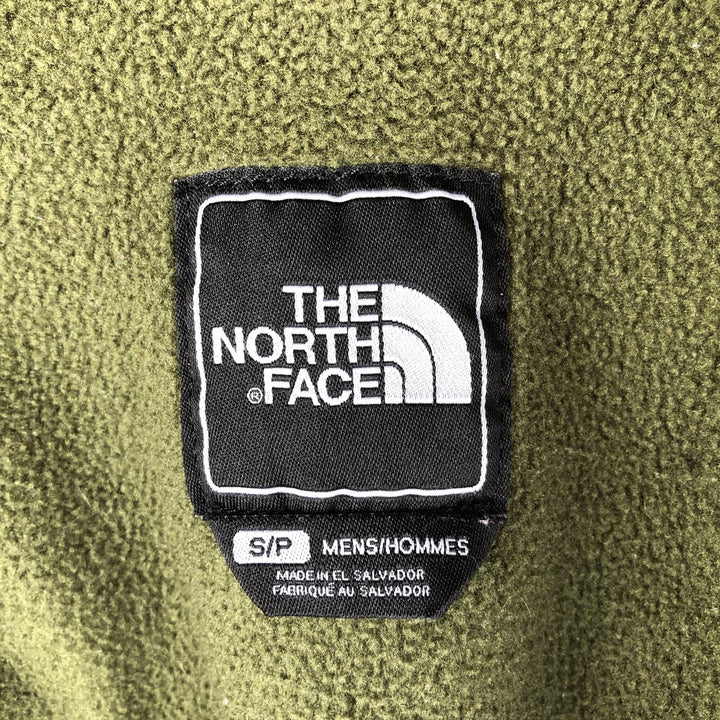 THE
NORTH
®FACE
S/P MENS/HOMMES
MADE IN EL SALVADOR
FABRIQUÉ AU SALVADOR